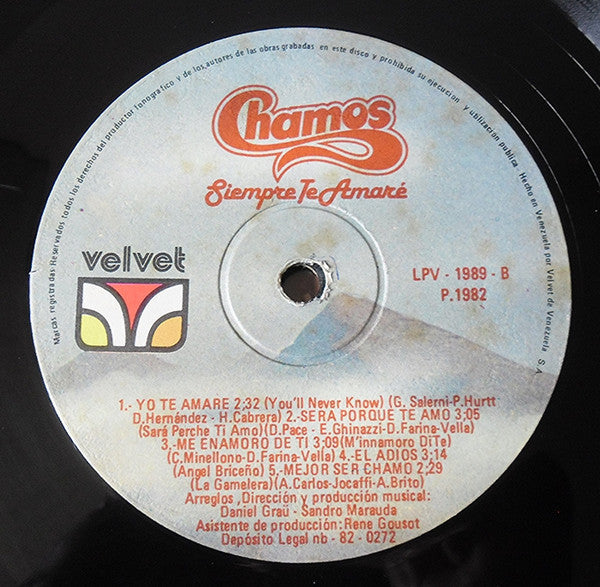 Marcas registradas Reservados todos los derechos del productor fonografico y de los autores de las obras grabadas en este disco y prohibida su ejecucion y utilización publica Hecho en Venezuela por Velvet de Venezuela S.A.
Chamos
Siempre Te Amaré
velvet
LPV - 1989 - B
P.1982
1.- YO TE AMARE 2;32 (You'll Never Know) (G. Salerni-P.Hurtt
D.Hernández - H.Cabrera) 2.-SERA PORQUE TE AMO 3;05
(Sará Perche Ti Amo)(D.Pace - E.Ghinazzi-D.Farina-Vella)
3.-ME ENAMORO DE TI 3;09(M'innamoro DiTe)
(C.Minellono-D.Farina-Vella) 4.-EL ADIOS 3;14
(Angel Briceño) 5.-MEJOR SER CHAMO 2;29
(La Gamelera)(A.Carlos-Jocaffi-A.Brito)
Arreglos ,Dirección y producción musical:
Daniel Graü - Sandro Marauda
Asistente de producción: Rene Gousot
Depósito Legal nb - 82 - 0272